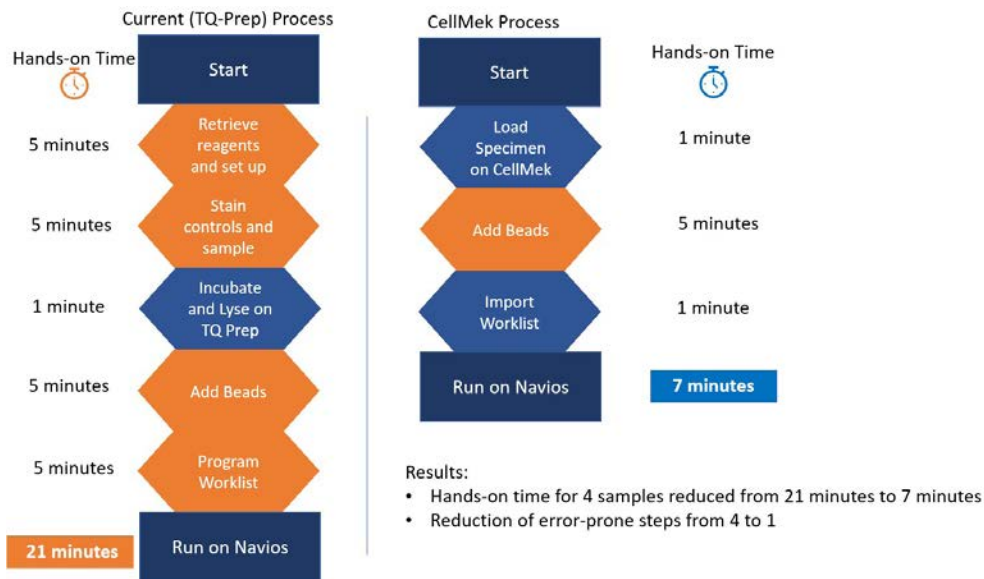 Current (TQ-Prep) Process
Hands-on Time
Start
5 minutes
Retrieve
reagents
and set up
5 minutes
Stain
controls and
sample
1 minute
Incubate
and Lyse on
TQ Prep
5 minutes
Add Beads
5 minutes
Program
Worklist
21 minutes
Run on Navios
CellMek Process
Hands-on Time
Start
Load
Specimen
on CellMek
1 minute
Add Beads
5 minutes
Import
Worklist
1 minute
Run on Navios
7 minutes
Results:
• Hands-on time for 4 samples reduced from 21 minutes to 7 minutes
• Reduction of error-prone steps from 4 to 1